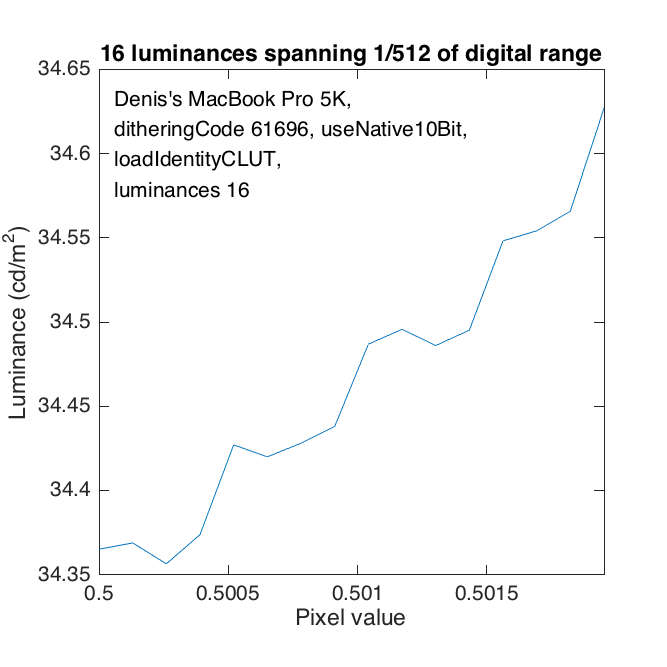 16 luminances spanning 1/512 of digital range
34.65
Denis's MacBook Pro 5K,
ditheringCode 61696, useNative10Bit,
loadIdentityCLUT,
luminances 16
34.6
34.55
34.5
34.45
34.4
34.35
Luminance (cd/m²)
0.5 0.5005 0.501 0.5015
Pixel value